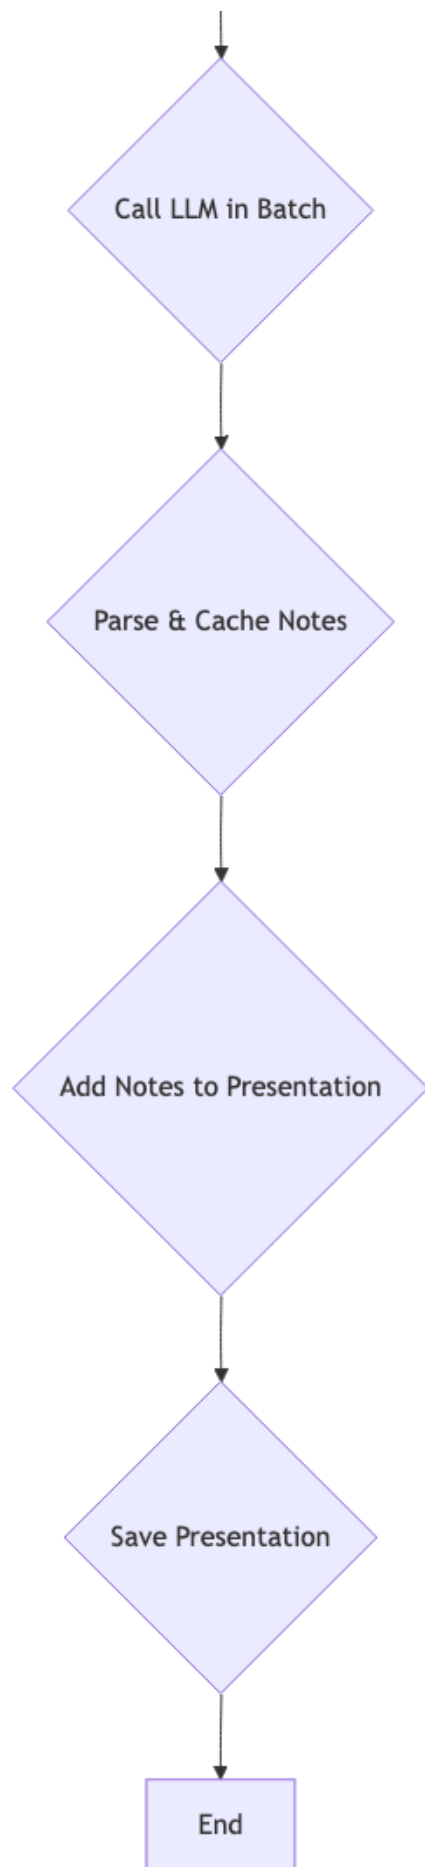 Call LLM in Batch
Parse & Cache Notes
Add Notes to Presentation
Save Presentation
End